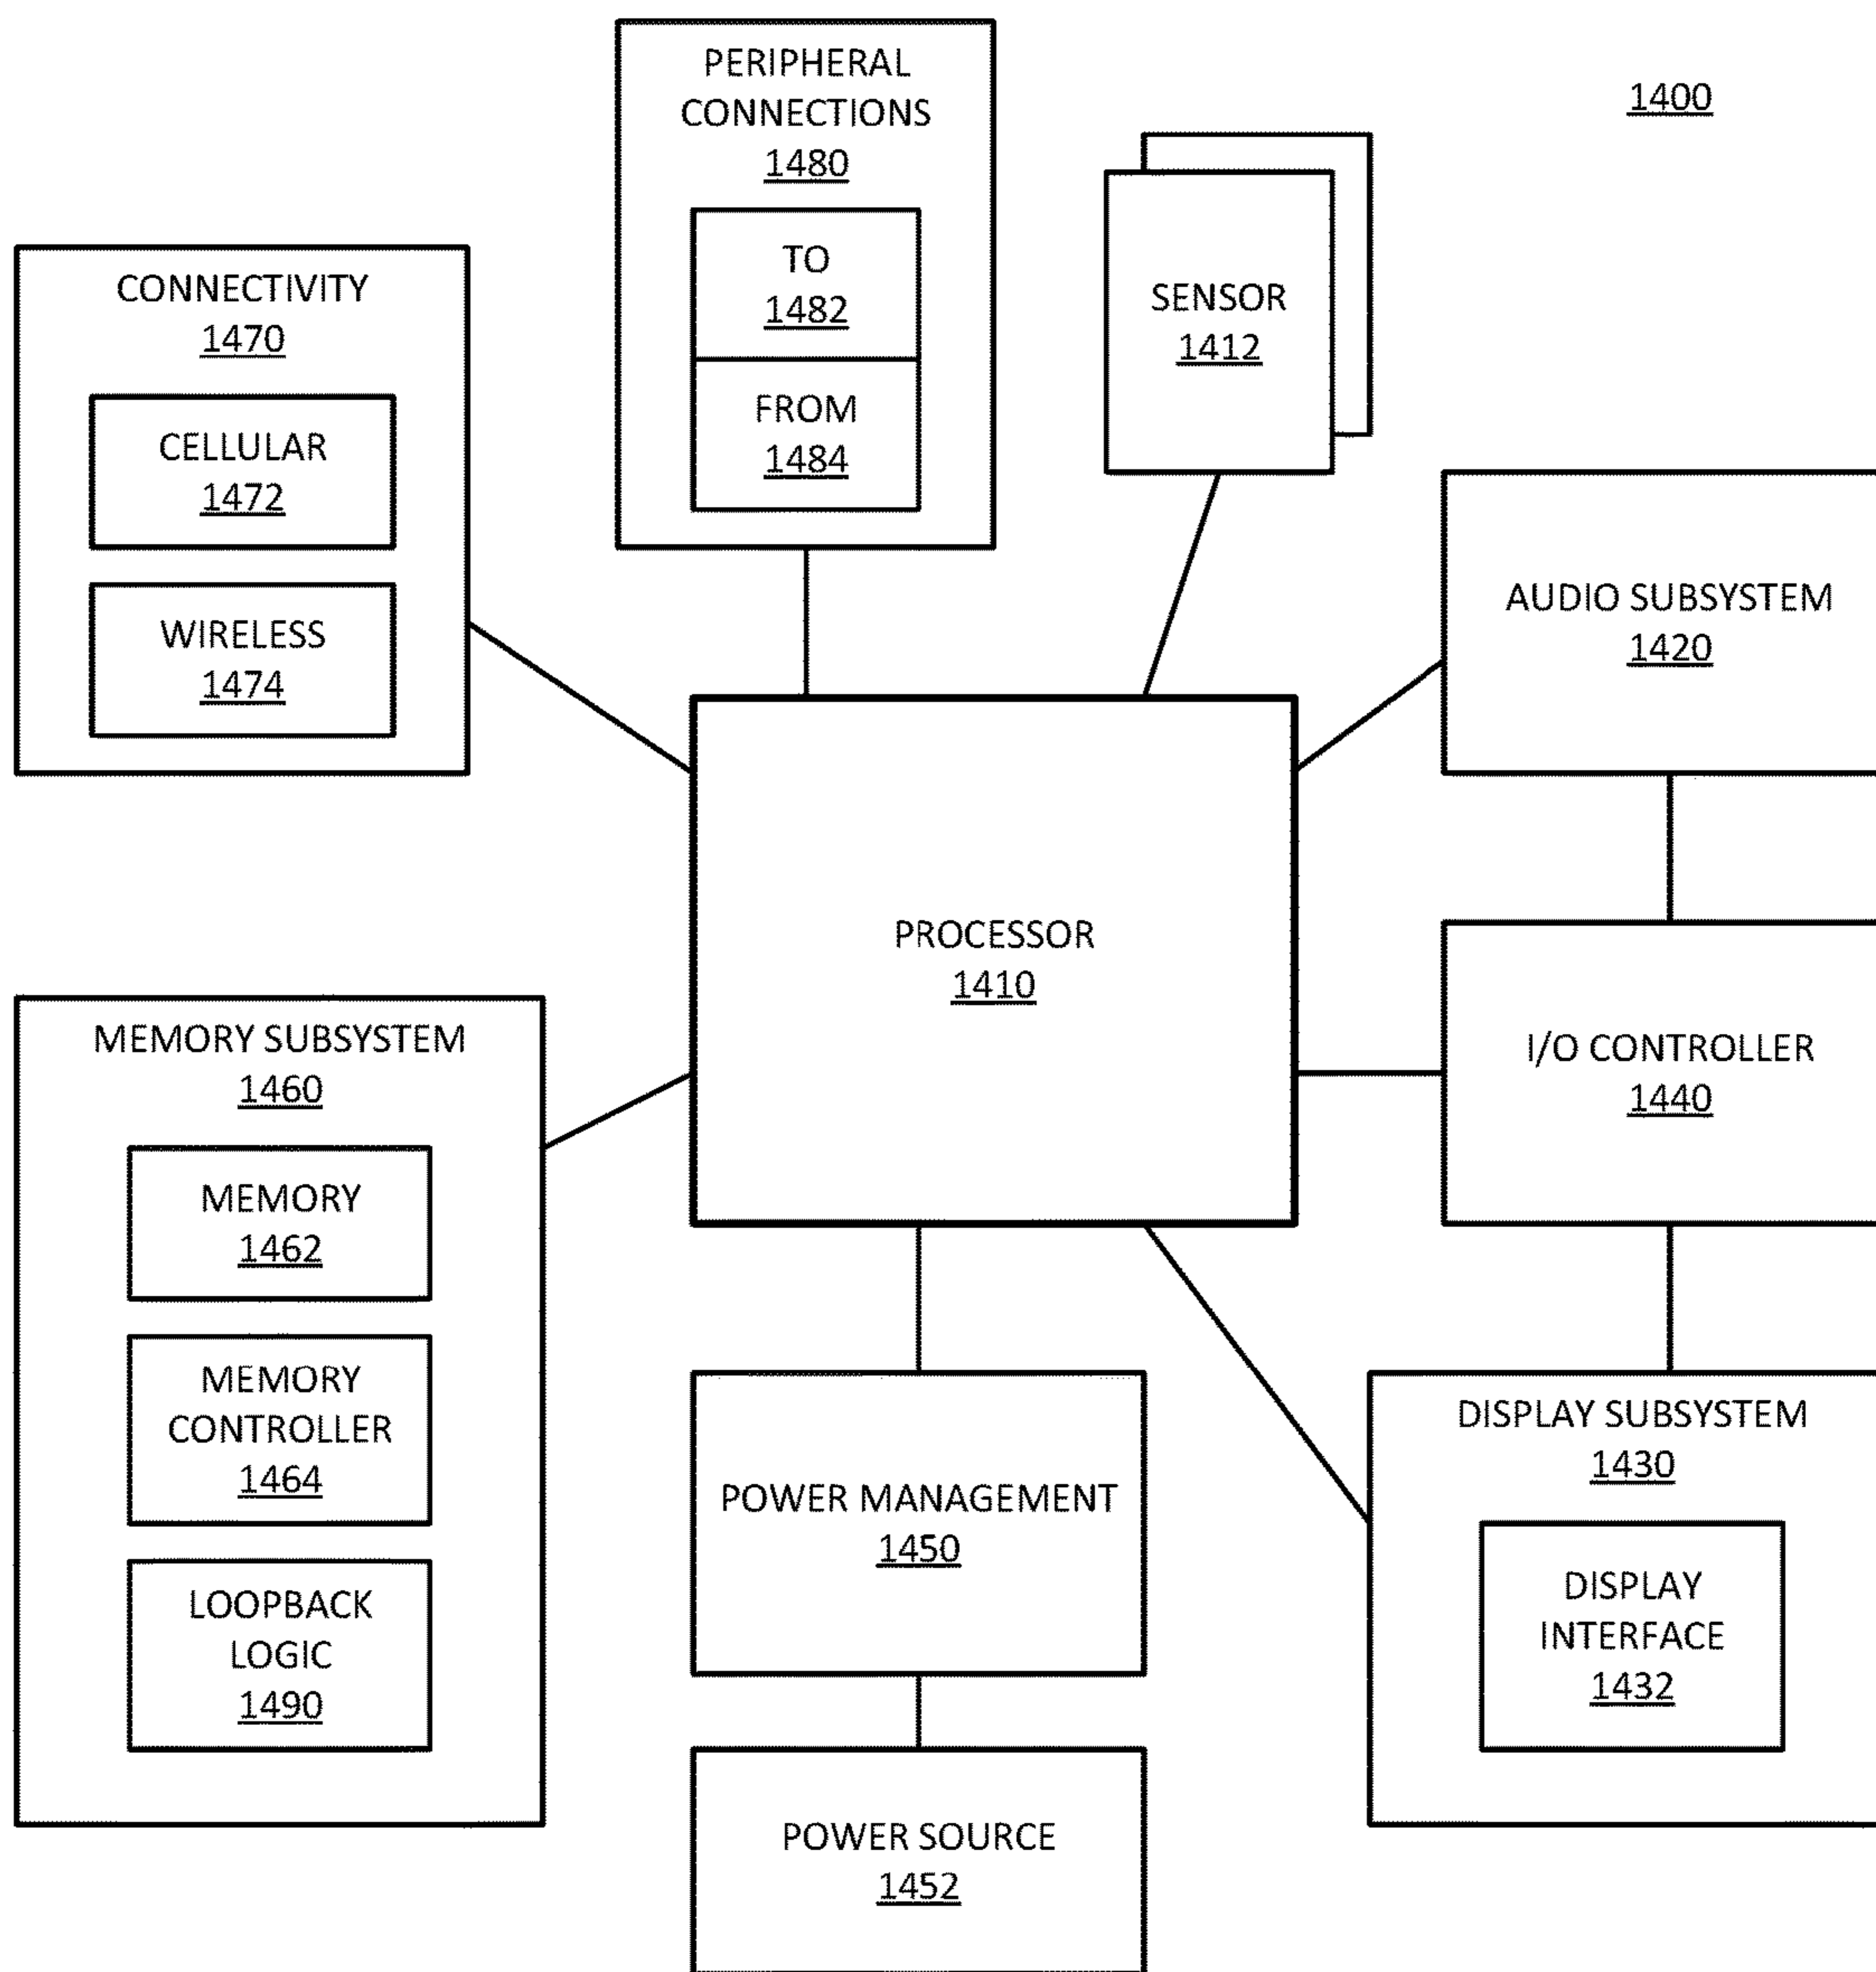 1400
PERIPHERAL
CONNECTIONS
1480
TO
1482
FROM
1484
SENSOR
1412
CONNECTIVITY
1470
CELLULAR
1472
WIRELESS
1474
AUDIO SUBSYSTEM
1420
PROCESSOR
1410
I/O CONTROLLER
1440
MEMORY SUBSYSTEM
1460
MEMORY
1462
MEMORY
CONTROLLER
1464
LOOPBACK
LOGIC
1490
POWER MANAGEMENT
1450
POWER SOURCE
1452
DISPLAY SUBSYSTEM
1430
DISPLAY
INTERFACE
1432